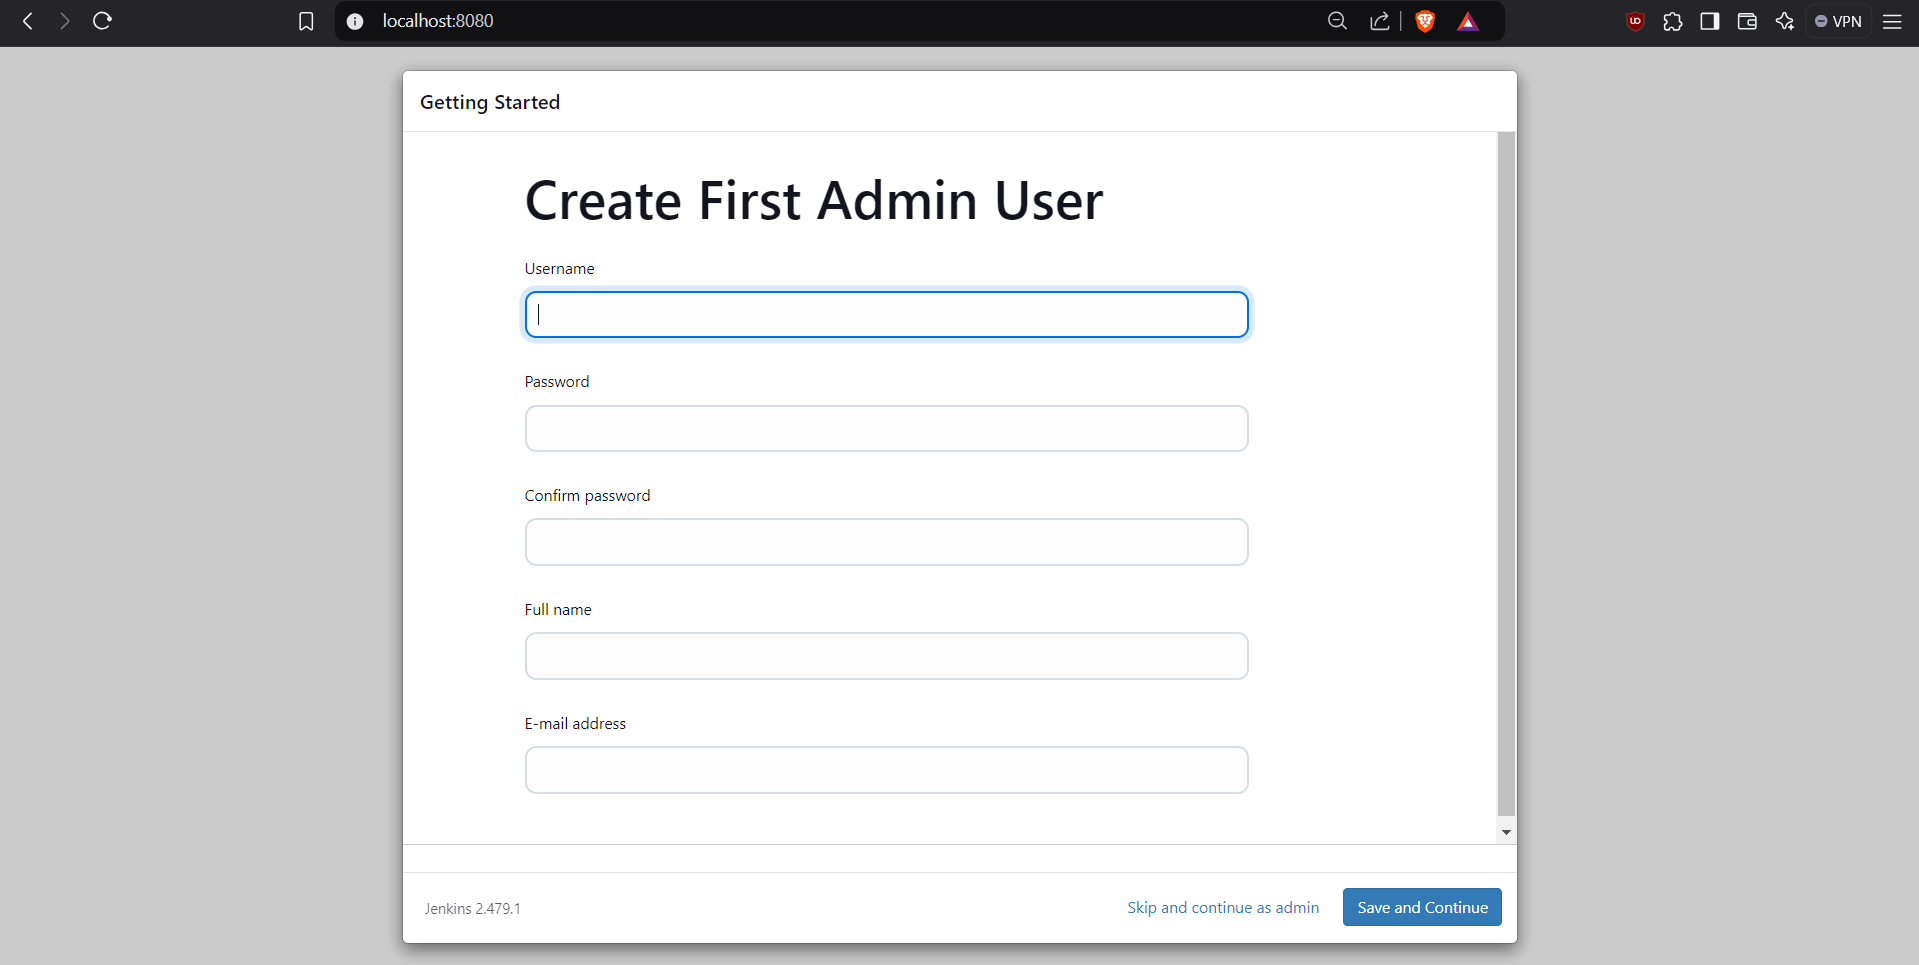 localhost:8080
VPN
Getting Started
Create First Admin User
Username
Password
Confirm password
Full name
E-mail address
Jenkins 2.479.1
Skip and continue as admin
Save and Continue